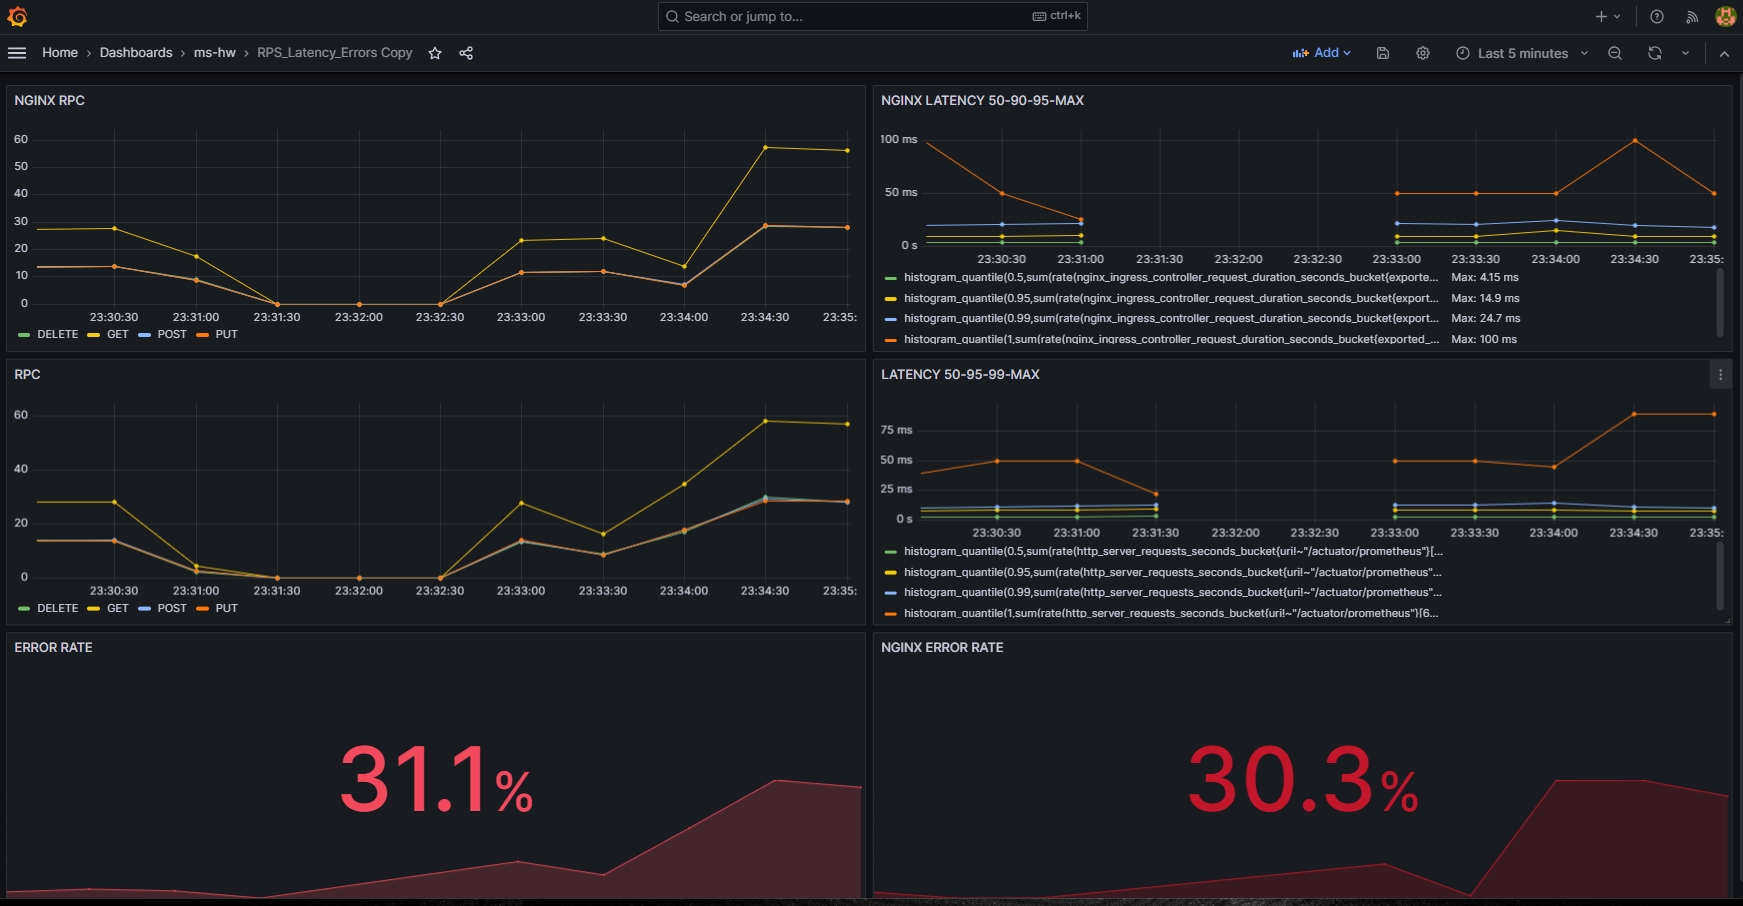 Search or jump to...
ctrl+k
Home › Dashboards › ms-hw › RPS_Latency_Errors Copy
Add
Last 5 minutes
NGINX RPC
60
50
40
30
20
10
0
23:30:30 23:31:00 23:31:30 23:32:00 23:32:30 23:33:00 23:33:30 23:34:00 23:34:30 23:35:
DELETE GET POST PUT
NGINX LATENCY 50-90-95-MAX
100 ms
50 ms
0 s
23:30:30 23:31:00 23:31:30 23:32:00 23:32:30 23:33:00 23:33:30 23:34:00 23:34:30 23:35:
histogram_quantile(0.5,sum(rate(nginx_ingress_controller_request_duration_seconds_bucket{exporte... Max: 4.15 ms
histogram_quantile(0.95,sum(rate(nginx_ingress_controller_request_duration_seconds_bucket{export... Max: 14.9 ms
histogram_quantile(0.99,sum(rate(nginx_ingress_controller_request_duration_seconds_bucket{export... Max: 24.7 ms
histogram_quantile(1,sum(rate(nginx_ingress_controller_request_duration_seconds_bucket{exported_... Max: 100 ms
RPC
60
40
20
0
23:30:30 23:31:00 23:31:30 23:32:00 23:32:30 23:33:00 23:33:30 23:34:00 23:34:30 23:35:
DELETE GET POST PUT
LATENCY 50-95-99-MAX
75 ms
50 ms
25 ms
0 s
23:30:30 23:31:00 23:31:30 23:32:00 23:32:30 23:33:00 23:33:30 23:34:00 23:34:30 23:35:
histogram_quantile(0.5,sum(rate(http_server_requests_seconds_bucket{uri!~"/actuator/prometheus"}[...
histogram_quantile(0.95,sum(rate(http_server_requests_seconds_bucket{uri!~"/actuator/prometheus"...
histogram_quantile(0.99,sum(rate(http_server_requests_seconds_bucket{uri!~"/actuator/prometheus"...
histogram_quantile(1,sum(rate(http_server_requests_seconds_bucket{uri!~"/actuator/prometheus"}[6...
ERROR RATE
31.1%
NGINX ERROR RATE
30.3%